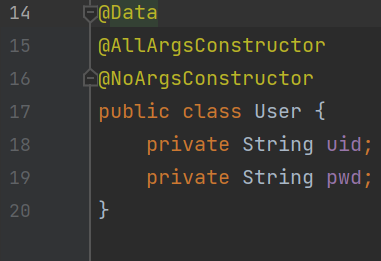 14 @Data
15 @AllArgsConstructor
16 @NoArgsConstructor
17 public class User {
18     private String uid;
19     private String pwd;
20 }